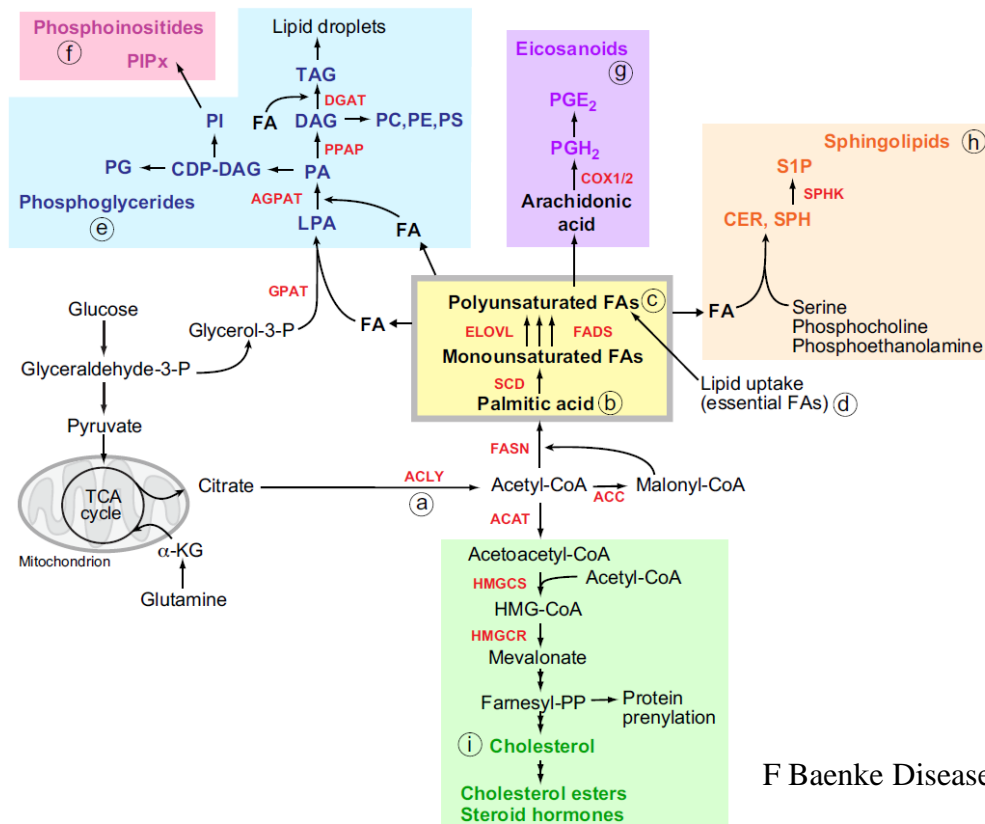 Phosphoinositides
f
PIPx
Lipid droplets
TAG
DGAT
FA
DAG
PC,PE,PS
PI
PPAP
PG
CDP-DAG
PA
Phosphoglycerides
AGPAT
e
LPA
FA
Eicosanoids
g
PGE2
PGH2
COX1/2
Arachidonic
acid
Sphingolipids
h
S1P
SPHK
CER, SPH
FA
Serine
Phosphocholine
Phosphoethanolamine
GPAT
FA
Polyunsaturated FAs
c
ELOVL
FADS
Monounsaturated FAs
SCD
Palmitic acid
b
Lipid uptake
(essential FAs)
d
Glucose
Glycerol-3-P
Glyceraldehyde-3-P
Pyruvate
TCA
cycle
Mitochondrion
Citrate
α-KG
Glutamine
ACLY
a
FASN
Acetyl-CoA
ACC
Malonyl-CoA
ACAT
Acetoacetyl-CoA
HMGCS
Acetyl-CoA
HMG-CoA
HMGCR
Mevalonate
Farnesyl-PP
Protein
prenylation
i
Cholesterol
Cholesterol esters
Steroid hormones
F Baenke Disease